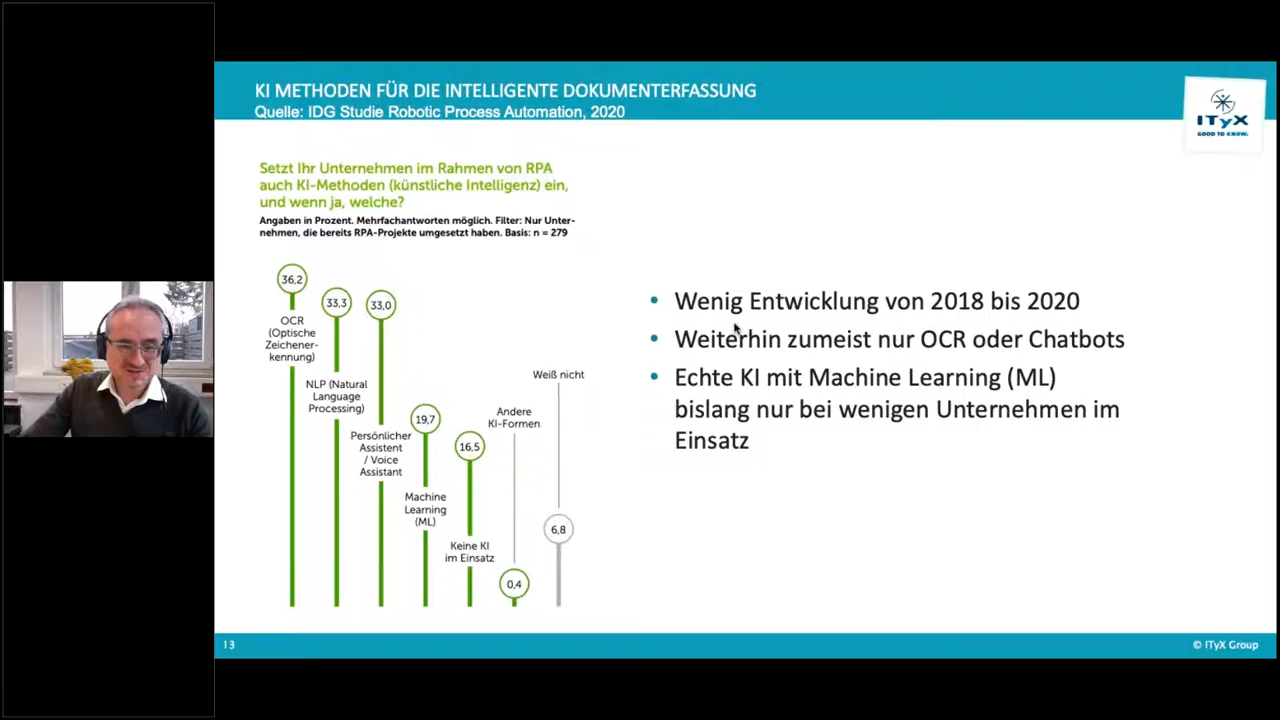 KI METHODEN FÜR DIE INTELLIGENTE DOKUMENTERFASSUNG
Quelle: IDG Studie Robotic Process Automation, 2020
ITyX
GOOD TO KNOW.
Setzt Ihr Unternehmen im Rahmen von RPA
auch KI-Methoden (künstliche Intelligenz) ein,
und wenn ja, welche?
Angaben in Prozent. Mehrfachantworten möglich. Filter: Nur Unter-
nehmen, die bereits RPA-Projekte umgesetzt haben. Basis: n = 279
36,2
OCR
(Optische
Zeichener-
kennung)
33,3
NLP (Natural
Language
Processing)
33,0
Persönlicher
Assistent
/ Voice
Assistant
19,7
Machine
Learning
(ML)
16,5
Keine KI
im Einsatz
Andere
KI-Formen
0,4
Weiß nicht
6,8
• Wenig Entwicklung von 2018 bis 2020
• Weiterhin zumeist nur OCR oder Chatbots
• Echte KI mit Machine Learning (ML)
bislang nur bei wenigen Unternehmen im
Einsatz
13
© ITyX Group